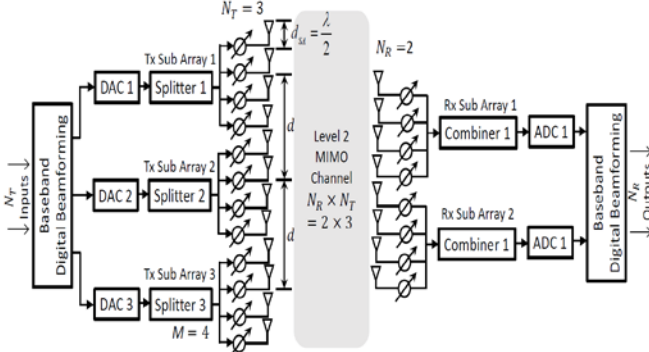 N_T = 3
d_SA = λ/2
N_R =2
Tx Sub Array 1
DAC 1
Splitter 1
Rx Sub Array 1
Combiner 1
ADC 1
d
Level 2
MIMO
Channel
N_R × N_T
= 2 × 3
N_T
Inputs
Baseband
Digital Beamforming
Tx Sub Array 2
DAC 2
Splitter 2
Baseband
Digital Beamforming
N_R
Outputs
Rx Sub Array 2
Combiner 1
ADC 1
d
Tx Sub Array 3
DAC 3
Splitter 3
M = 4